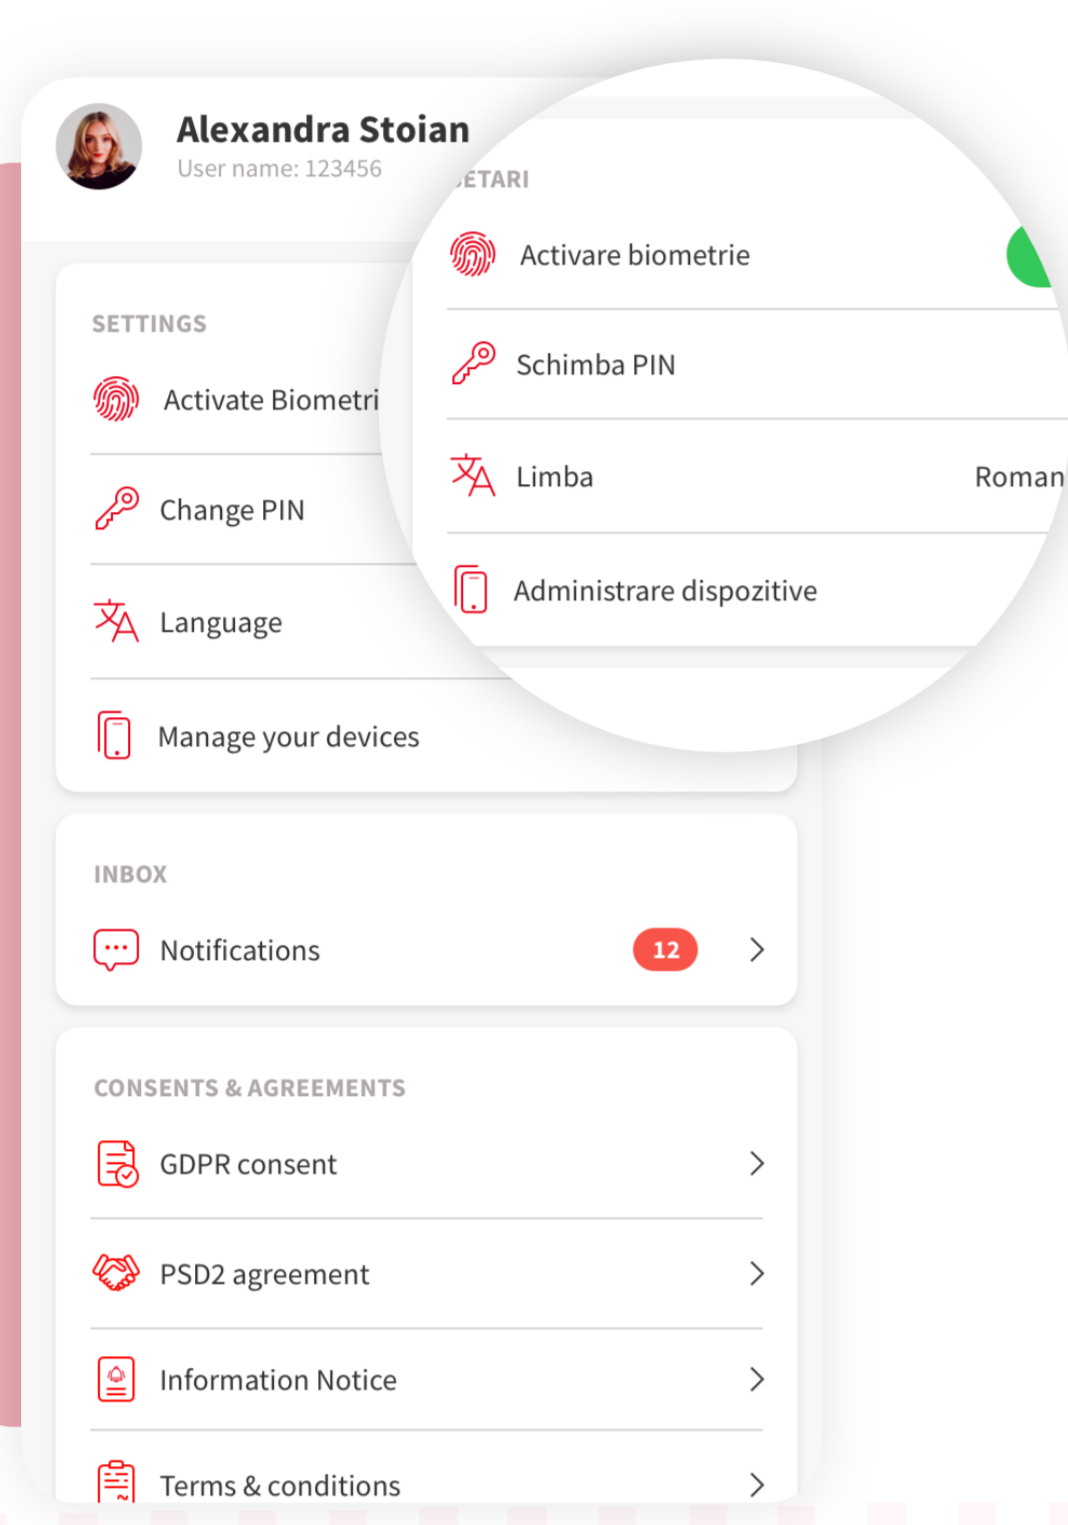 Alexandra Stoian
User name: 123456
SETTINGS
Activate Biometri
Change PIN
Language
Manage your devices
ETARI
Activare biometrie
Schimba PIN
Limba Roman
Administrare dispozitive
INBOX
Notifications 12
CONSENTS & AGREEMENTS
GDPR consent
PSD2 agreement
Information Notice
Terms & conditions